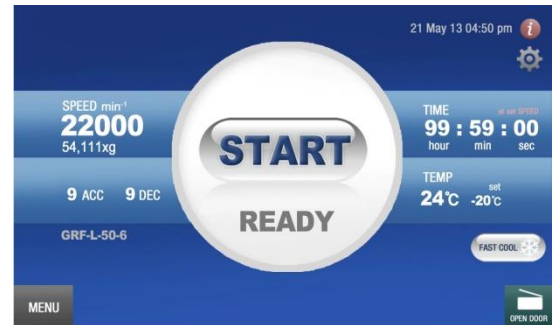 21 May 13 04:50 pm
SPEED min⁻¹
22000
54,111xg
9 ACC 9 DEC
GRF-L-50-6
START
READY
TIME at set SPEED
99 : 59 : 00
hour min sec
TEMP
set
24°C -20°C
FAST COOL
MENU
OPEN DOOR